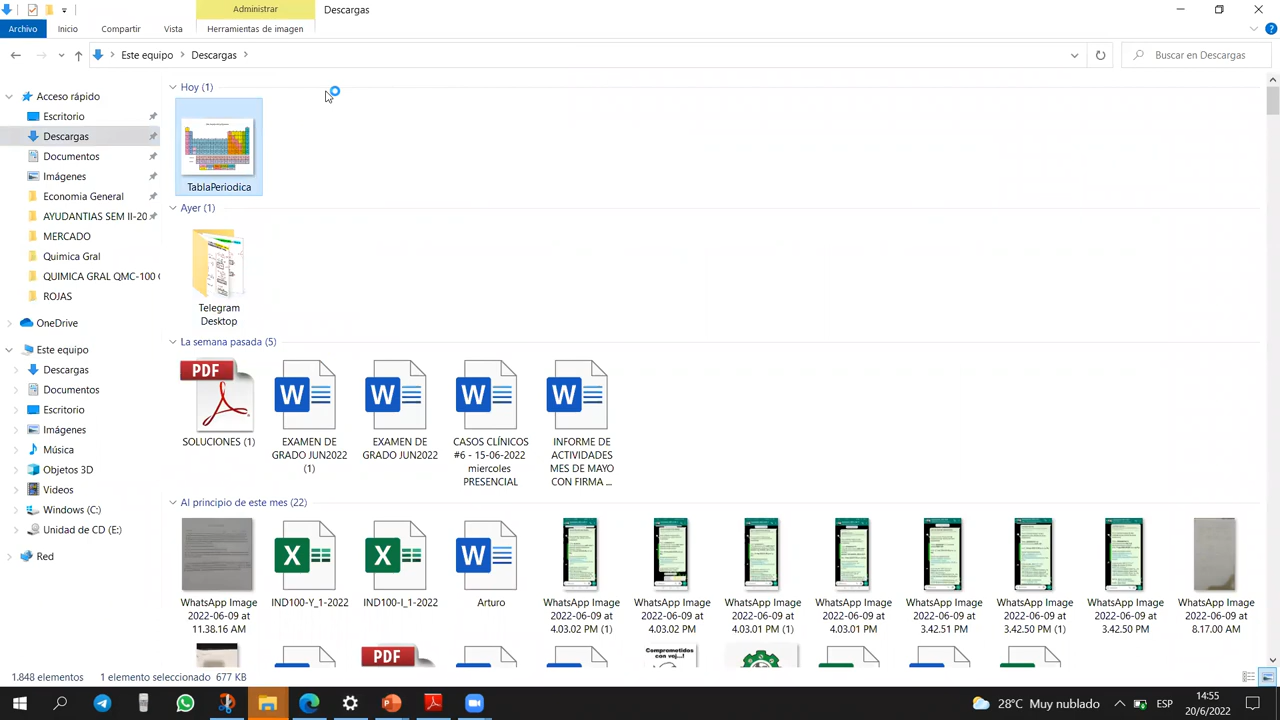 Administrar
Descargas
Archivo
Inicio
Compartir
Vista
Herramientas de imagen
Este equipo
Descargas
Buscar en Descargas
Acceso rápido
Escritorio
Descargas
Documentos
Imágenes
Economia General
AYUDANTIAS SEM II-20
MERCADO
Quimica Gral
QUIMICA GRAL QMC-100
ROJAS
OneDrive
Este equipo
Descargas
Documentos
Escritorio
Imágenes
Música
Objetos 3D
Videos
Windows (C:)
Unidad de CD (E:)
Red
Hoy (1)
TablaPeriodica
Ayer (1)
Telegram
Desktop
La semana pasada (5)
PDF
SOLUCIONES (1)
W
EXAMEN DE
GRADO JUN2022
(1)
W
EXAMEN DE
GRADO JUN2022
W
CASOS CLÍNICOS
#6 - 15-06-2022
miercoles
PRESENCIAL
W
INFORME DE
ACTIVIDADES
MES DE MAYO
CON FIRMA ...
Al principio de este mes (22)
WhatsApp Image
2022-06-09 at
11.38.16 AM
X
IND100-Y_1-2022
X
IND100-I_1-2022
W
Arturo
WhatsApp Image
2022-06-09 at
4.03.02 PM (1)
WhatsApp Image
2022-06-09 at
4.03.02 PM
WhatsApp Image
2022-06-09 at
4.03.01 PM (1)
WhatsApp Image
2022-06-09 at
4.03.01 PM
WhatsApp Image
2022-06-09 at
3.42.51 PM
WhatsApp Image
2022-06-09 at
3.42.50 PM (1)
WhatsApp Image
2022-06-09 at
3.42.50 PM
WhatsApp Image
2022-06-09 at
8.17.00 AM
PDF
Comprometidos
con vos...!
1.848 elementos
1 elemento seleccionado 677 KB
28°C Muy nublado
ESP
14:55
20/6/2022